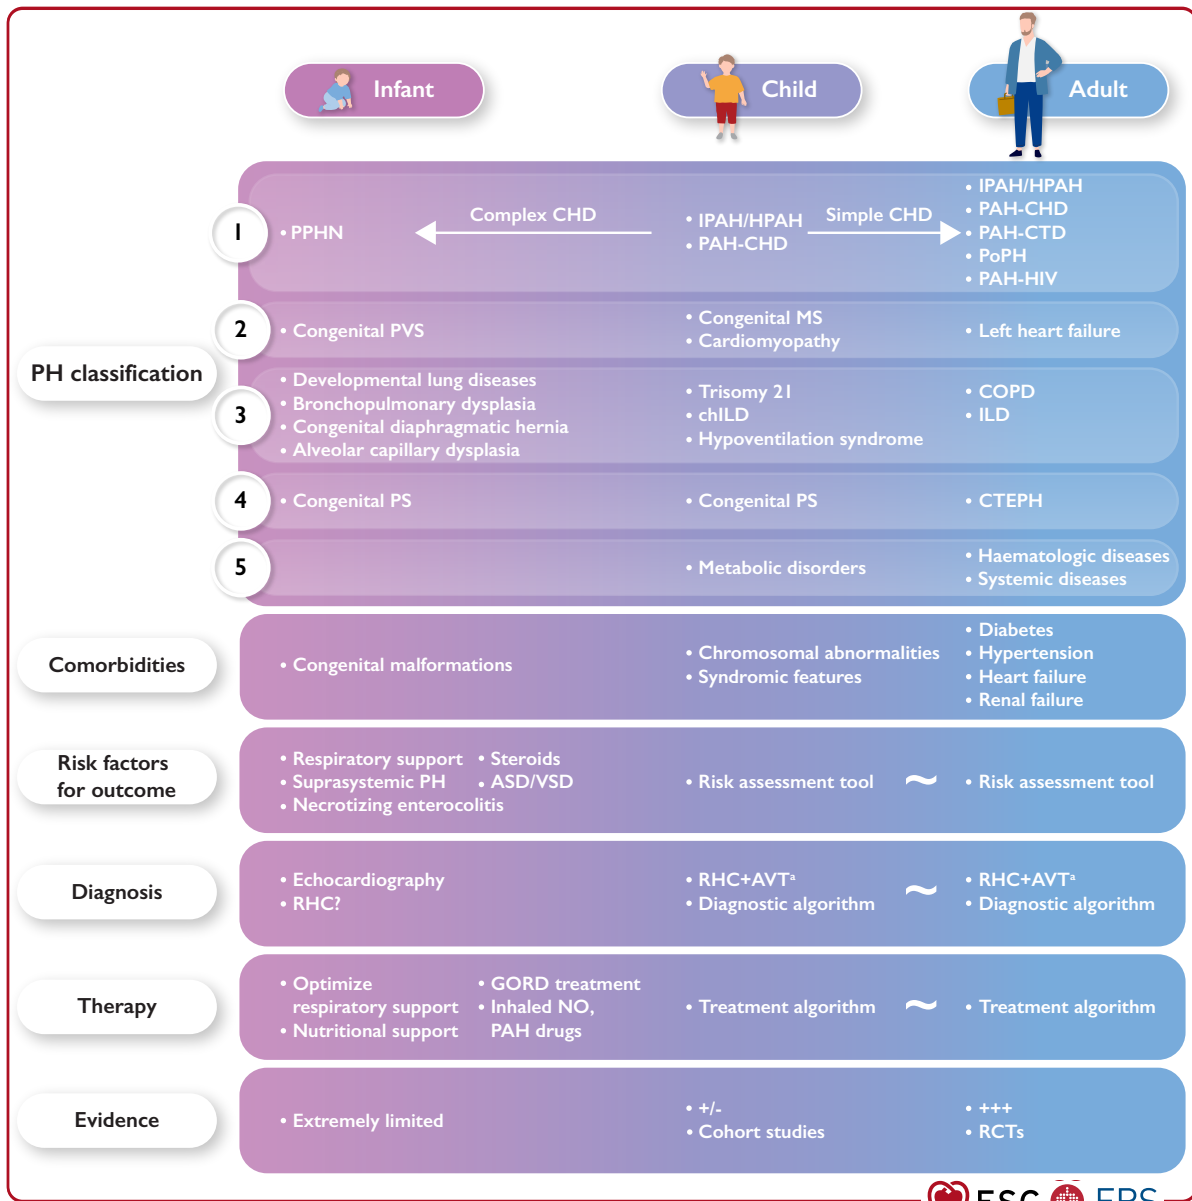 Infant
Child
Adult
PH classification
1
• PPHN
Complex CHD
• IPAH/HPAH
• PAH-CHD
Simple CHD
• IPAH/HPAH
• PAH-CHD
• PAH-CTD
• PoPH
• PAH-HIV
2
• Congenital PVS
• Congenital MS
• Cardiomyopathy
• Left heart failure
3
• Developmental lung diseases
• Bronchopulmonary dysplasia
• Congenital diaphragmatic hernia
• Alveolar capillary dysplasia
• Trisomy 21
• chILD
• Hypoventilation syndrome
• COPD
• ILD
4
• Congenital PS
• Congenital PS
• CTEPH
5
• Metabolic disorders
• Haematologic diseases
• Systemic diseases
Comorbidities
• Congenital malformations
• Chromosomal abnormalities
• Syndromic features
• Diabetes
• Hypertension
• Heart failure
• Renal failure
Risk factors
for outcome
• Respiratory support
• Suprasystemic PH
• Necrotizing enterocolitis
• Steroids
• ASD/VSD
• Risk assessment tool
~
• Risk assessment tool
Diagnosis
• Echocardiography
• RHC?
• RHC+AVTᵃ
• Diagnostic algorithm
~
• RHC+AVTᵃ
• Diagnostic algorithm
Therapy
• Optimize
respiratory support
• Nutritional support
• GORD treatment
• Inhaled NO,
PAH drugs
• Treatment algorithm
~
• Treatment algorithm
Evidence
• Extremely limited
• +/-
• Cohort studies
• +++
• RCTs
ESC
ERS